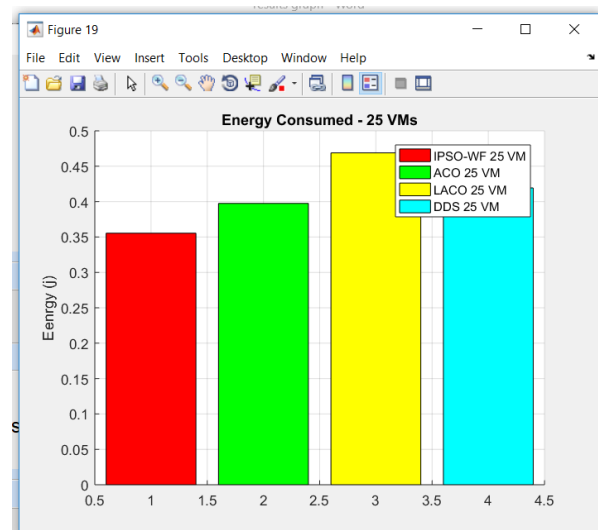 results graph - Word
Figure 19
File Edit View Insert Tools Desktop Window Help
Energy Consumed - 25 VMs
0.5
0.45
0.4
0.35
0.3
0.25
0.2
0.15
0.1
0.05
0
Eenrgy (j)
IPSO-WF 25 VM
ACO 25 VM
LACO 25 VM
DDS 25 VM
0.5 1 1.5 2 2.5 3 3.5 4 4.5
S